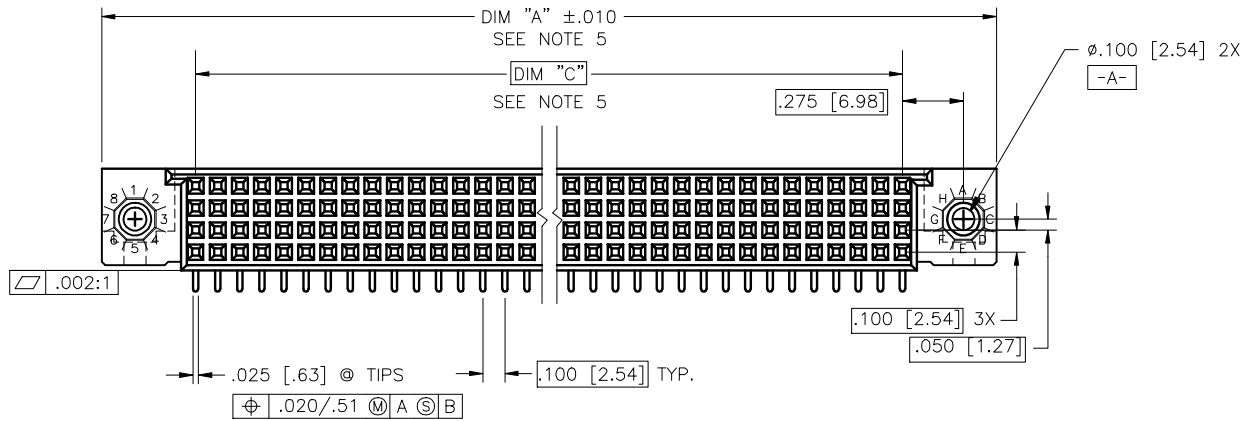 DIM "A" ±.010
SEE NOTE 5
DIM "C"
SEE NOTE 5
ø.100 [2.54] 2X
-A-
.275 [6.98]
1
2
3
4
5
6
7
8
A
B
C
D
E
F
G
H
⏥ .002:1
.100 [2.54] 3X
.050 [1.27]
.025 [.63] @ TIPS
.100 [2.54] TYP.
⌖ .020/.51 Ⓜ A Ⓢ B